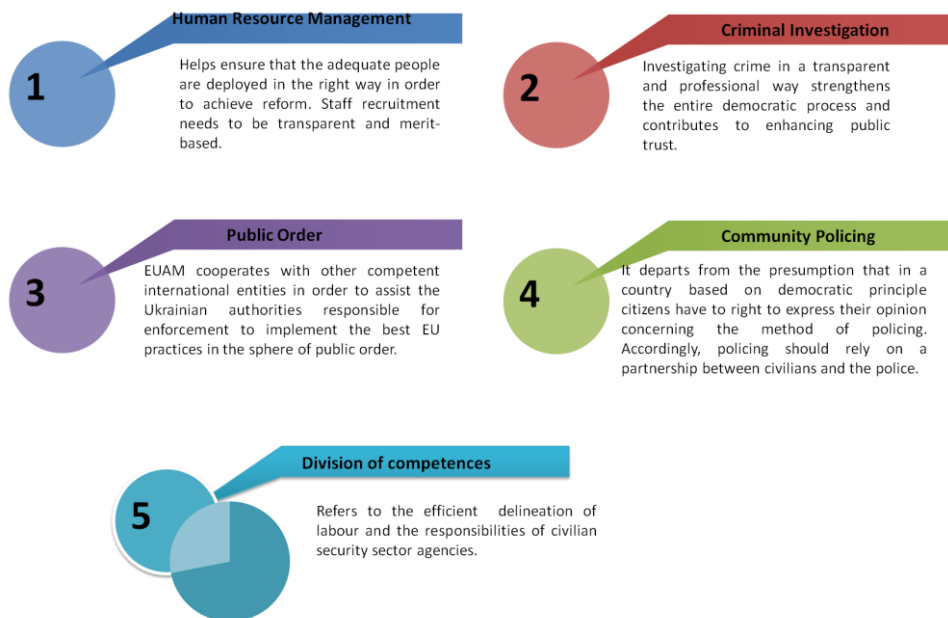 Human Resource Management
1
Helps ensure that the adequate people
are deployed in the right way in order
to achieve reform. Staff recruitment
needs to be transparent and merit-
based.
Criminal Investigation
2
Investigating crime in a transparent
and professional way strengthens
the entire democratic process and
contributes to enhancing public
trust.
Public Order
3
EUAM cooperates with other competent
international entities in order to assist the
Ukrainian authorities responsible for
enforcement to implement the best EU
practices in the sphere of public order.
Community Policing
4
It departs from the presumption that in a
country based on democratic principle
citizens have to right to express their opinion
concerning the method of policing.
Accordingly, policing should rely on a
partnership between civilians and the police.
Division of competences
5
Refers to the efficient delineation of
labour and the responsibilities of civilian
security sector agencies.